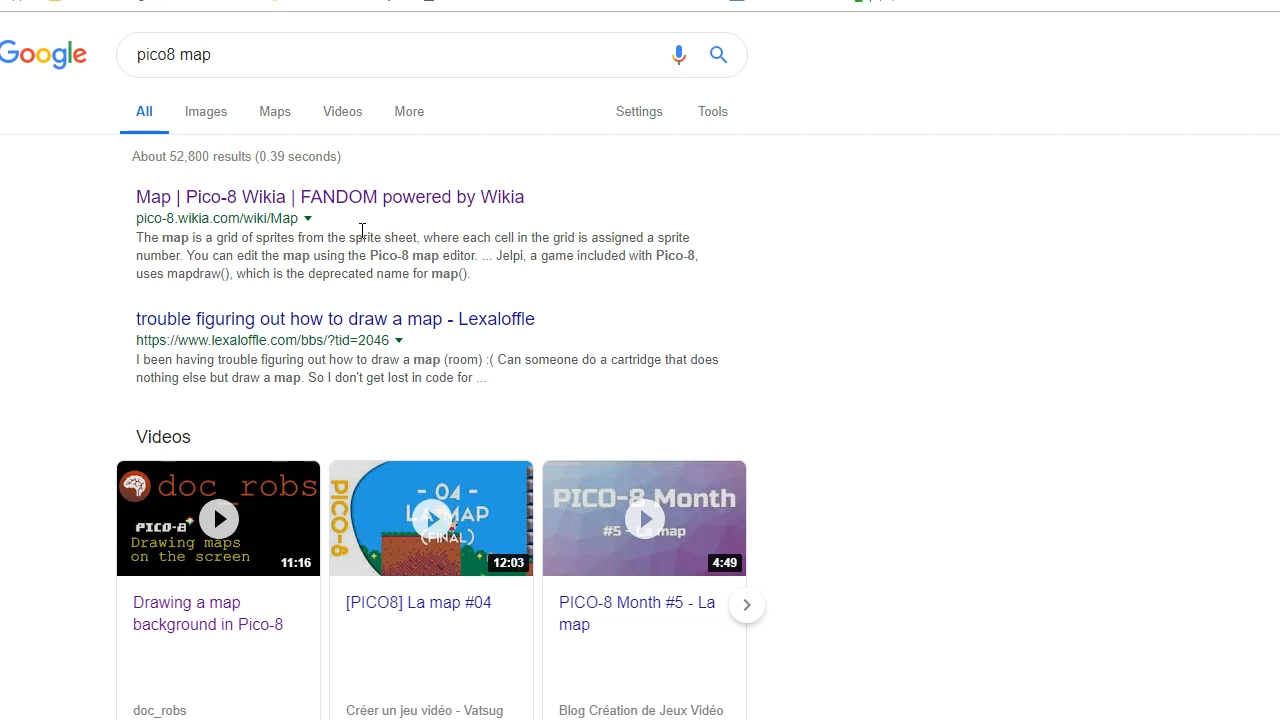 Google
pico8 map
All Images Maps Videos More Settings Tools
About 52,800 results (0.39 seconds)
Map | Pico-8 Wikia | FANDOM powered by Wikia
pico-8.wikia.com/wiki/Map
The map is a grid of sprites from the sprite sheet, where each cell in the grid is assigned a sprite
number. You can edit the map using the Pico-8 map editor. ... Jelpi, a game included with Pico-8,
uses mapdraw(), which is the deprecated name for map().
trouble figuring out how to draw a map - Lexaloffle
https://www.lexaloffle.com/bbs/?tid=2046
I been having trouble figuring out how to draw a map (room) :( Can someone do a cartridge that does
nothing else but draw a map. So I don't get lost in code for ...
Videos
doc_robs
PICO-8
Drawing maps
on the screen
11:16
Drawing a map
background in Pico-8
doc_robs
PICO-8
- 04 -
LA MAP
(FINAL)
12:03
[PICO8] La map #04
Créer un jeu vidéo - Vatsug
PICO-8 Month
#5 - La map
4:49
PICO-8 Month #5 - La
map
Blog Création de Jeux Vidéo